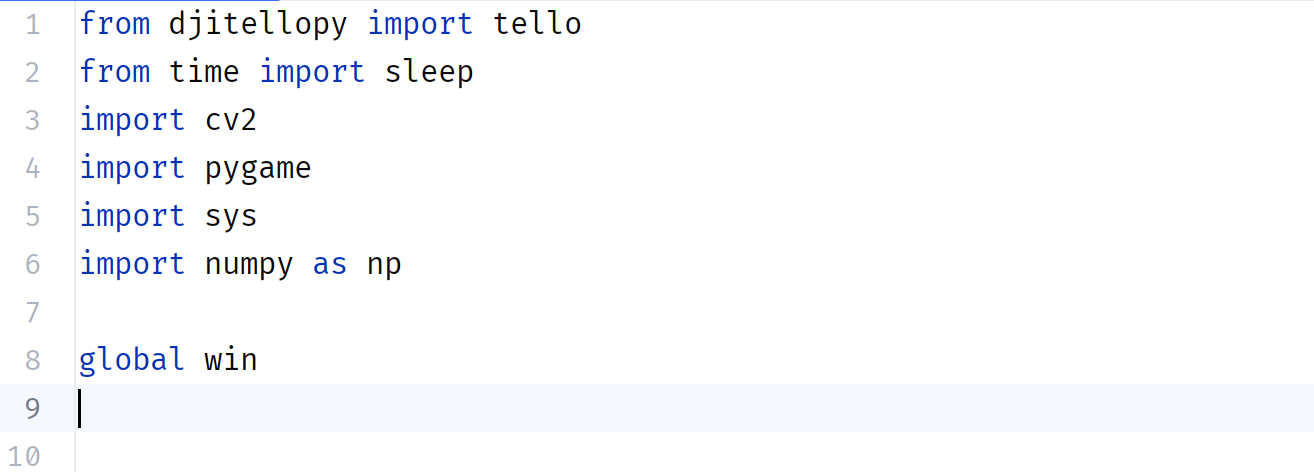 1 from djitellopy import tello
2 from time import sleep
3 import cv2
4 import pygame
5 import sys
6 import numpy as np
7
8 global win
9
10